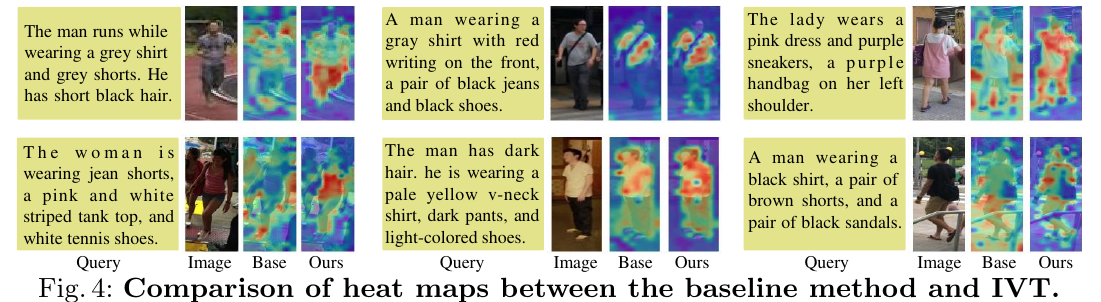 The man runs while
wearing a grey shirt
and grey shorts. He
has short black hair.
A man wearing a
gray shirt with red
writing on the front,
a pair of black jeans
and black shoes.
The lady wears a
pink dress and purple
sneakers, a purple
handbag on her left
shoulder.
The woman is
wearing jean shorts,
a pink and white
striped tank top, and
white tennis shoes.
The man has dark
hair. he is wearing a
pale yellow v-neck
shirt, dark pants, and
light-colored shoes.
A man wearing a
black shirt, a pair of
brown shorts, and a
pair of black sandals.
Query Image Base Ours Query Image Base Ours Query Image Base Ours
Fig. 4: Comparison of heat maps between the baseline method and IVT.